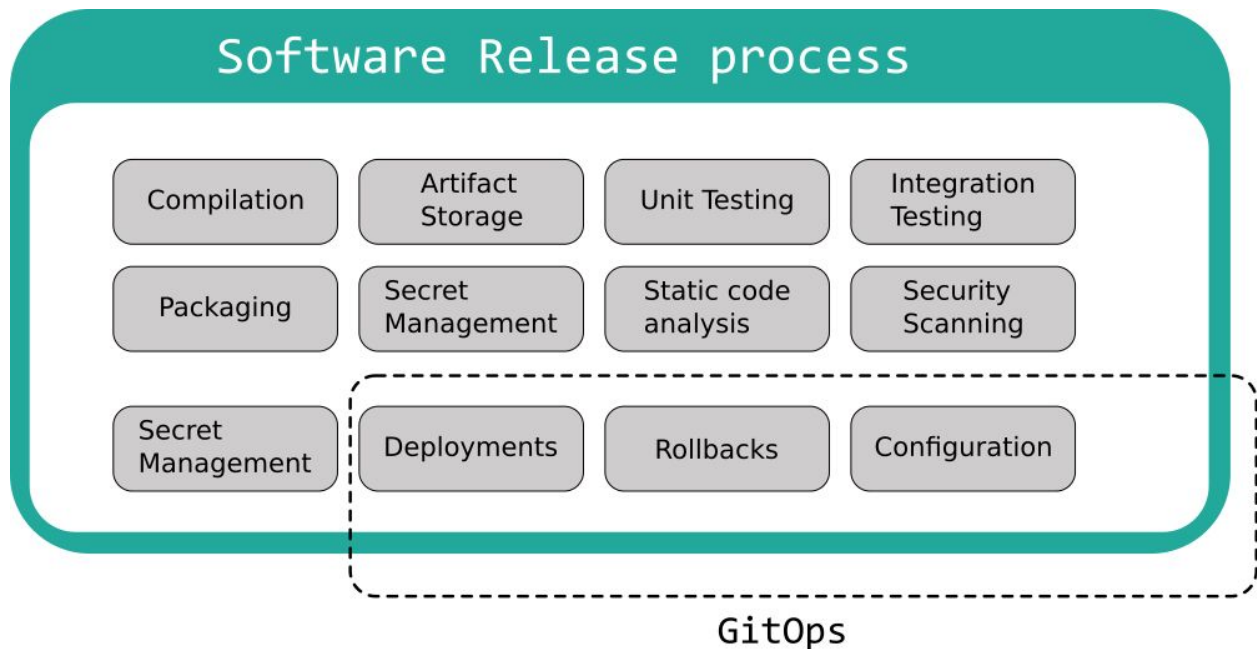 Software Release process
Compilation
Artifact
Storage
Unit Testing
Integration
Testing
Packaging
Secret
Management
Static code
analysis
Security
Scanning
Secret
Management
Deployments
Rollbacks
Configuration
GitOps